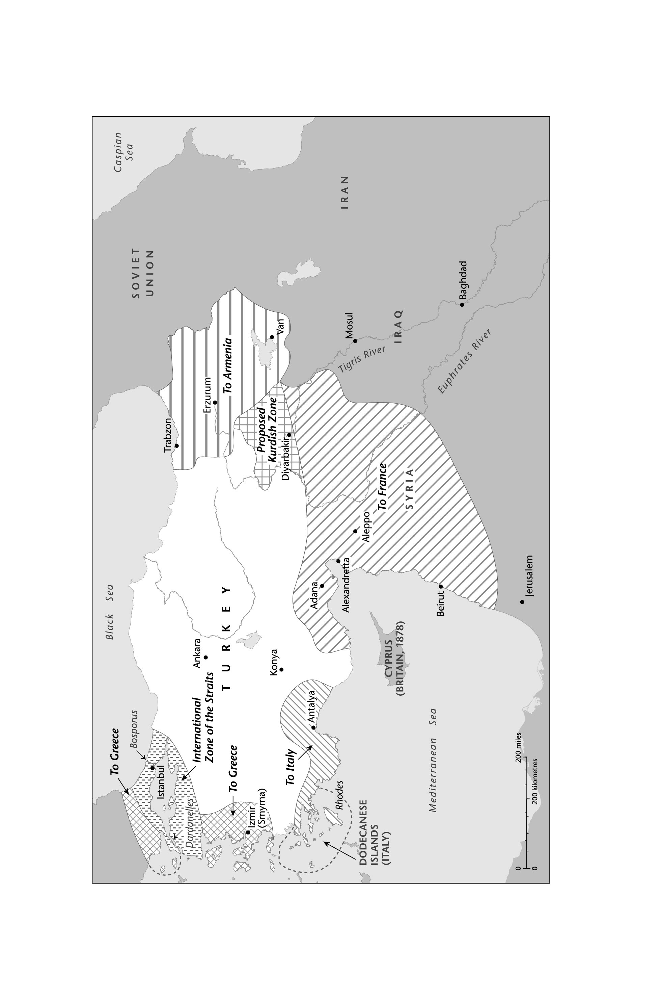 Black Sea
Caspian
Sea
SOVIET
UNION
To Greece
Bosporus
Istanbul
Dardanelles
International
Zone of the Straits
To Greece
Izmir
(Smyrna)
Ankara
TURKEY
Konya
Trabzon
Erzurum
To Armenia
Van
Proposed
Kurdish Zone
Diyarbakir
To Italy
Antalya
Rhodes
DODECANESE
ISLANDS
(ITALY)
Adana
Alexandretta
Aleppo
To France
SYRIA
Mosul
Tigris River
IRAQ
IRAN
Euphrates River
Baghdad
CYPRUS
(BRITAIN, 1878)
Beirut
Mediterranean Sea
Jerusalem
0 200 miles
0 200 kilometres